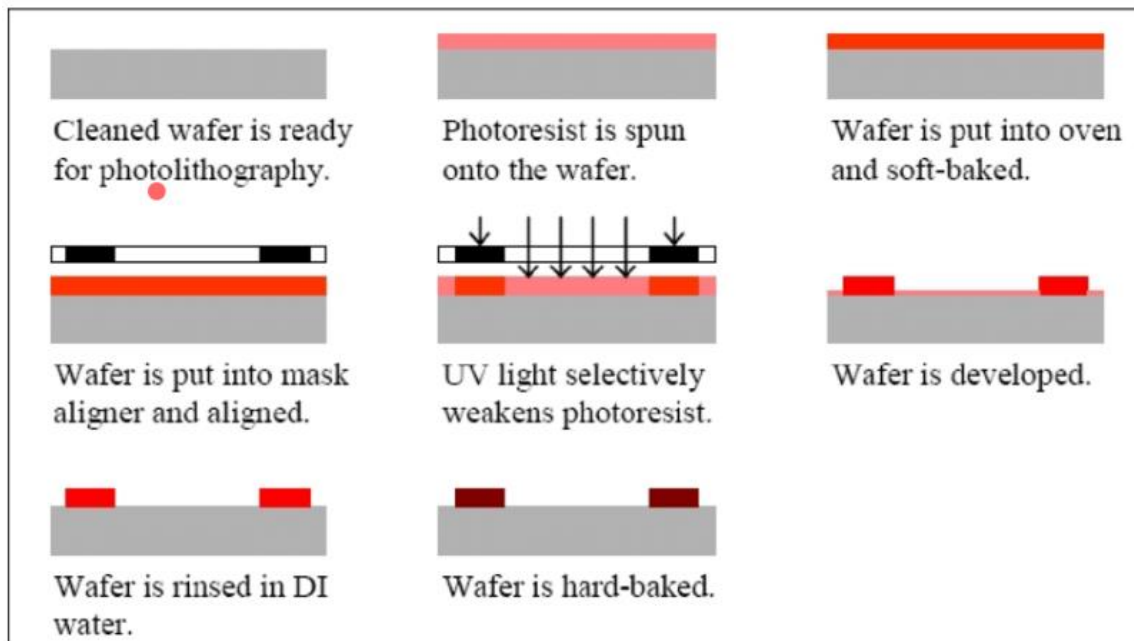 Cleaned wafer is ready
for photolithography.
Photoresist is spun
onto the wafer.
Wafer is put into oven
and soft-baked.
Wafer is put into mask
aligner and aligned.
UV light selectively
weakens photoresist.
Wafer is developed.
Wafer is rinsed in DI
water.
Wafer is hard-baked.